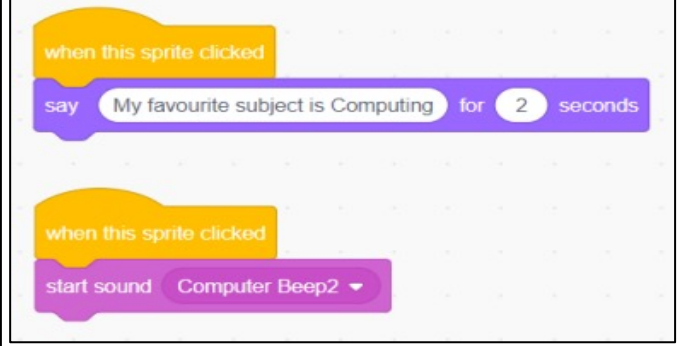 when this sprite clicked
say My favourite subject is Computing for 2 seconds
when this sprite clicked
start sound Computer Beep2